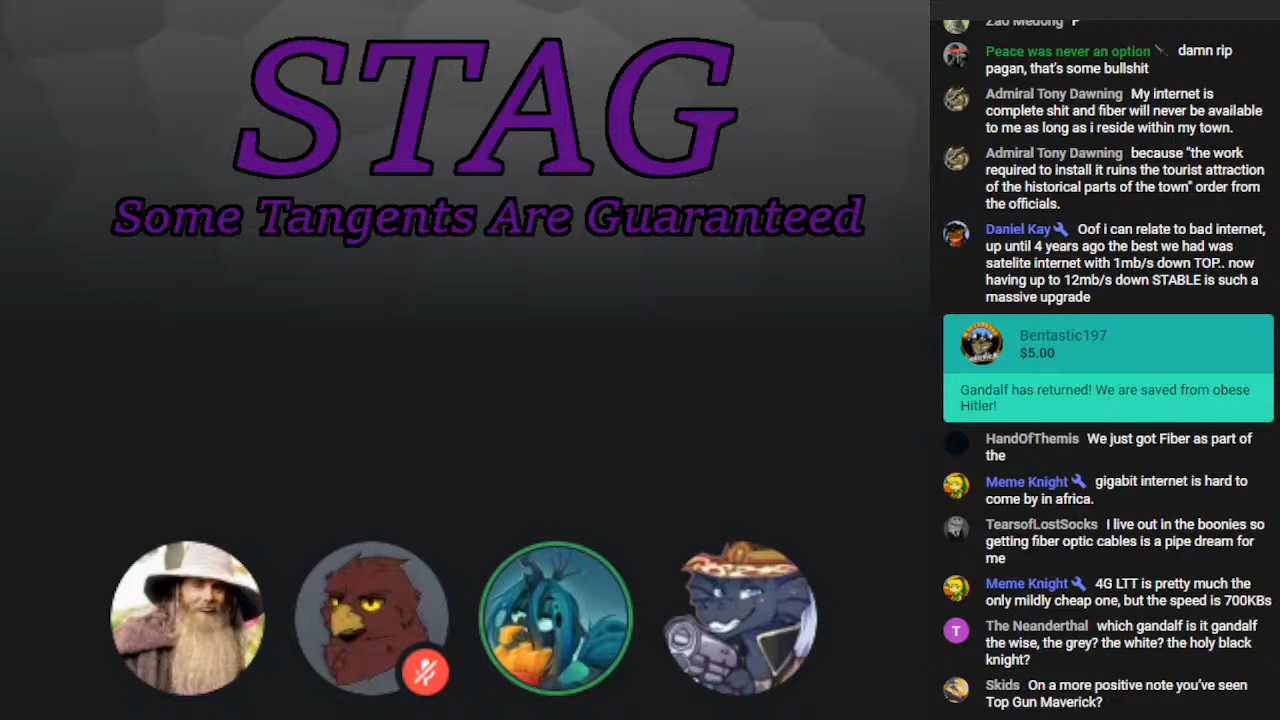 STAG
Some Tangents Are Guaranteed
Zao Medong F
Peace was never an option damn rip
pagan, that's some bullshit
Admiral Tony Dawning My internet is
complete shit and fiber will never be available
to me as long as i reside within my town.
Admiral Tony Dawning because "the work
required to install it ruins the tourist attraction
of the historical parts of the town" order from
the officials.
Daniel Kay Oof i can relate to bad internet,
up until 4 years ago the best we had was
satelite internet with 1mb/s down TOP.. now
having up to 12mb/s down STABLE is such a
massive upgrade
Bentastic197
$5.00
Gandalf has returned! We are saved from obese
Hitler!
HandOfThemis We just got Fiber as part of
the
Meme Knight gigabit internet is hard to
come by in africa.
TearsofLostSocks I live out in the boonies so
getting fiber optic cables is a pipe dream for
me
Meme Knight 4G LTT is pretty much the
only mildly cheap one, but the speed is 700KBs
T
The Neanderthal which gandalf is it gandalf
the wise, the grey? the white? the holy black
knight?
Skids On a more positive note you've seen
Top Gun Maverick?